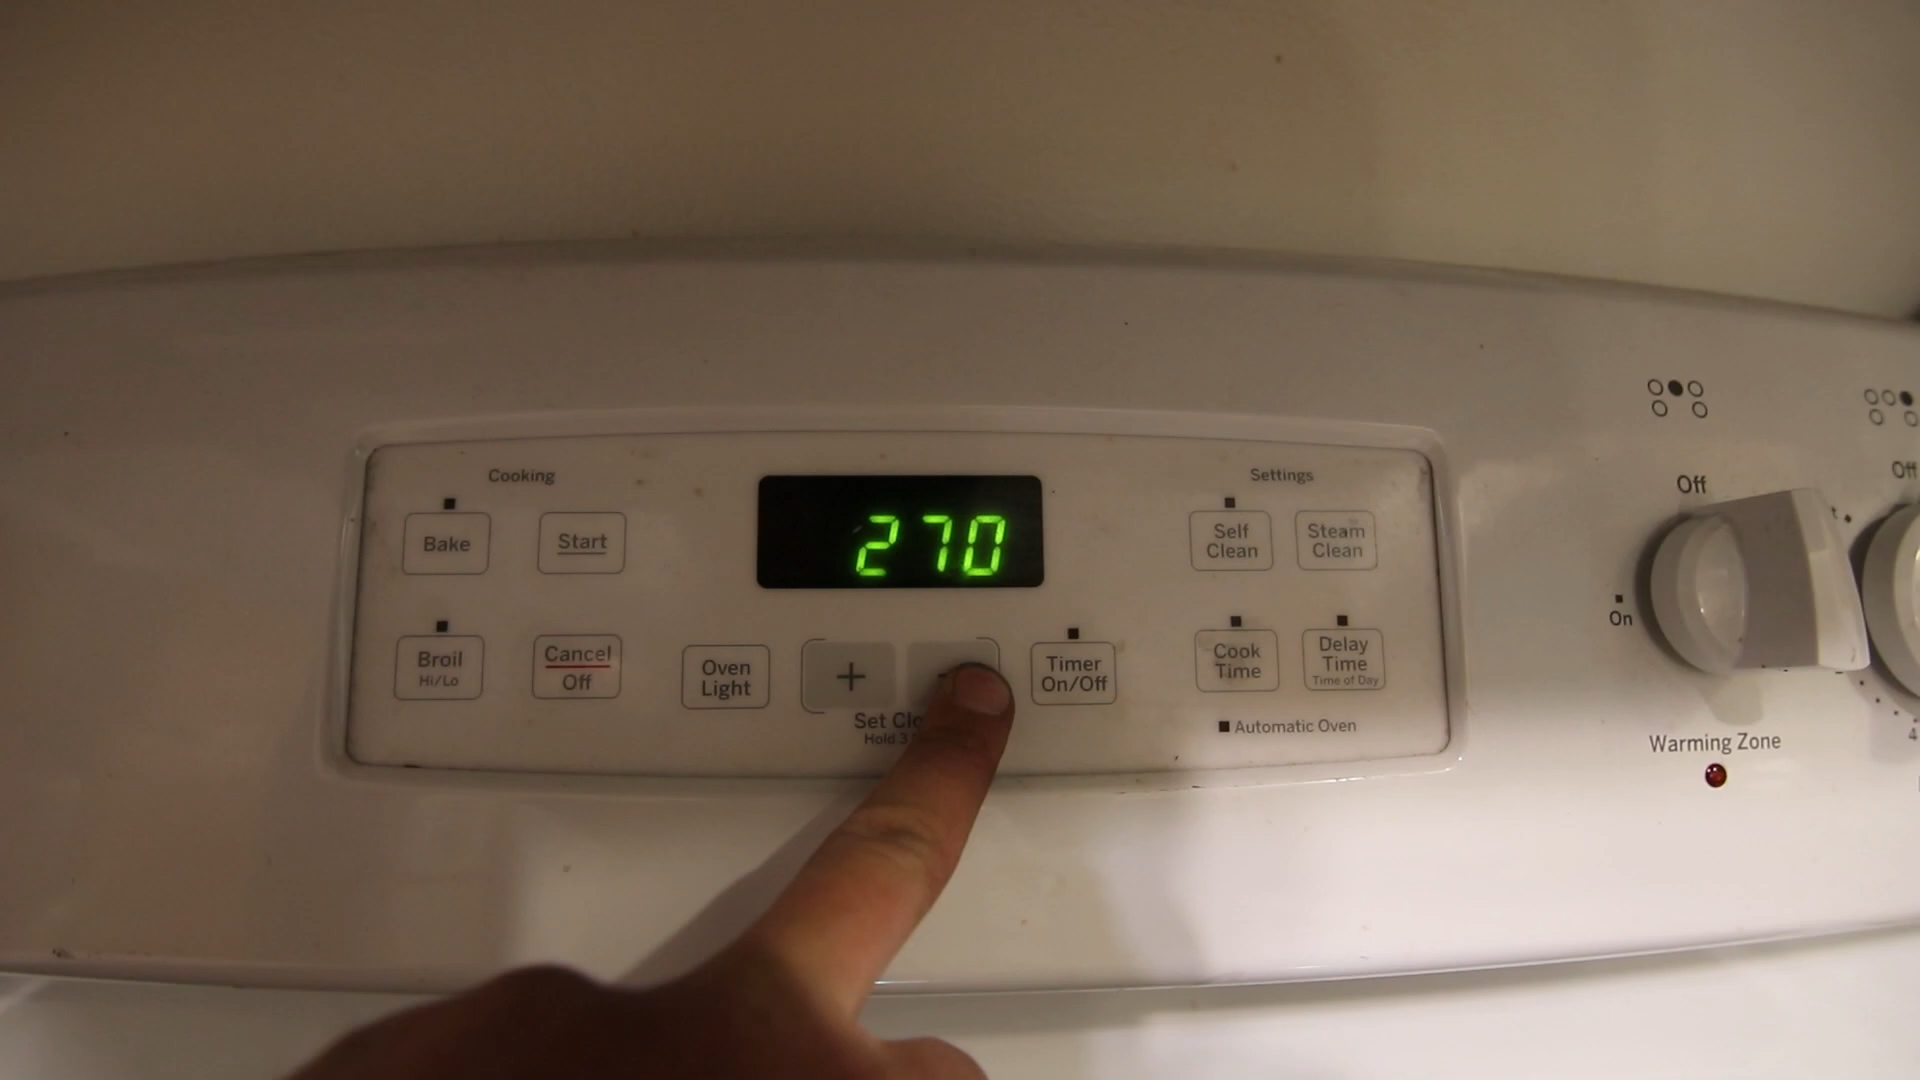 Cooking
Settings
Bake
Start
270
Self
Clean
Steam
Clean
Off
Off
On
Broil
Hi/Lo
Cancel
Off
Oven
Light
+
Timer
On/Off
Cook
Time
Delay
Time
Time of Day
Set
Hold 3
Automatic Oven
Warming Zone
4